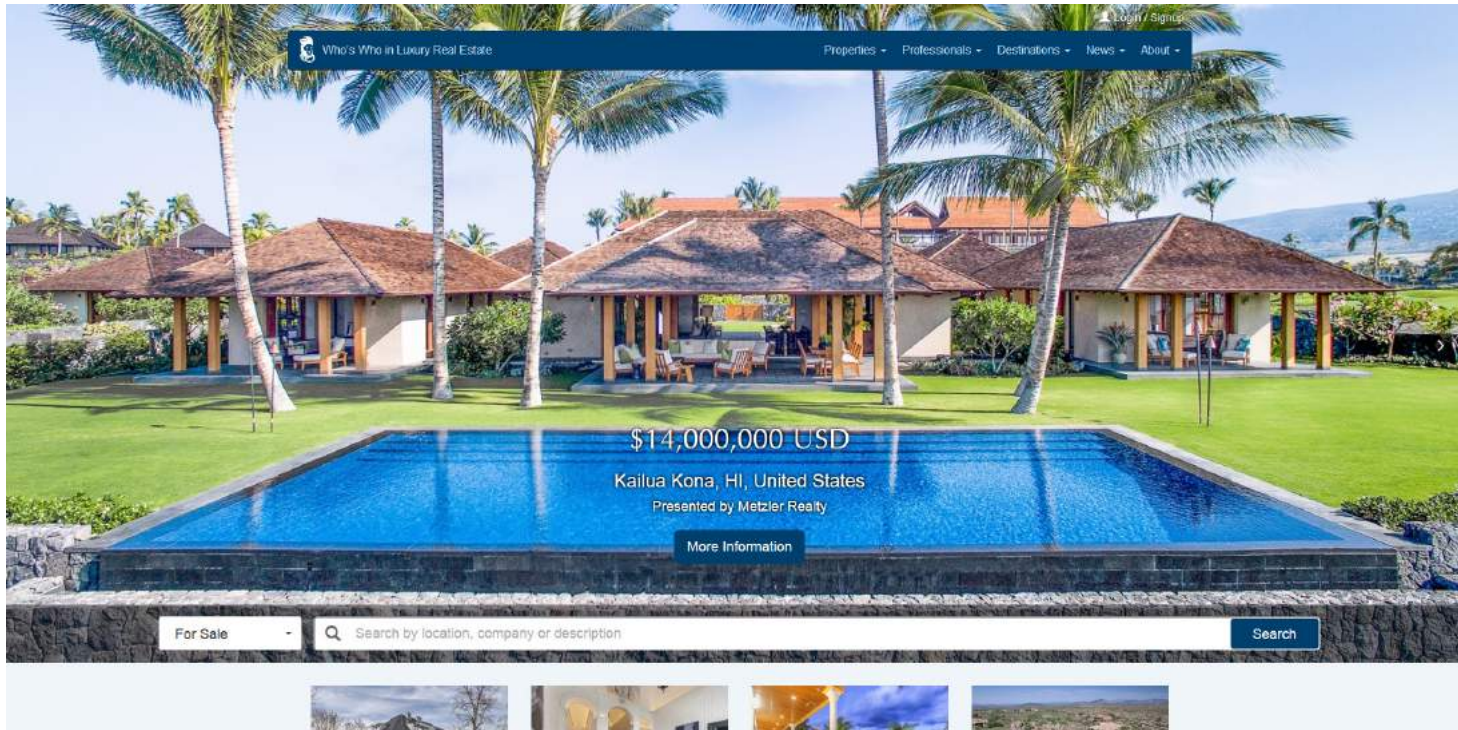 Login / Signup
Who's Who in Luxury Real Estate
Properties
Professionals
Destinations
News
About
$14,000,000 USD
Kailua Kona, HI, United States
Presented by Metzler Realty
More Information
For Sale
Search by location, company or description
Search